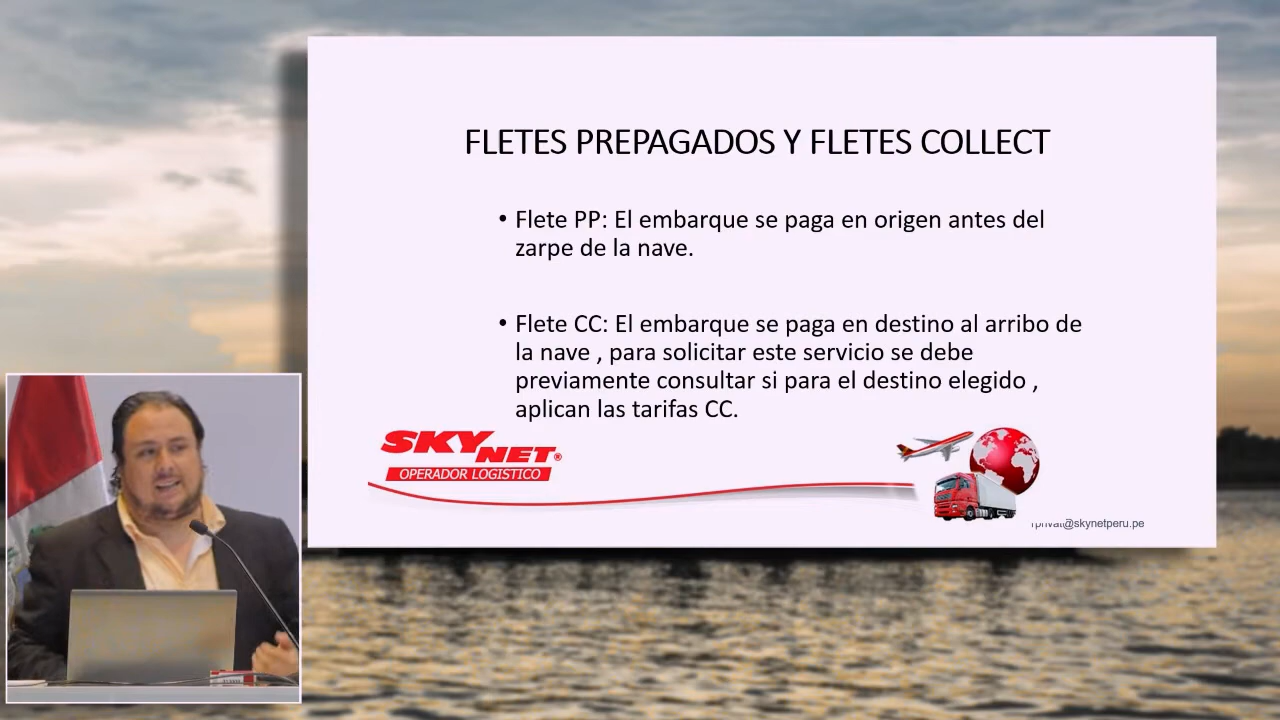 FLETES PREPAGADOS Y FLETES COLLECT
• Flete PP: El embarque se paga en origen antes del
zarpe de la nave.
• Flete CC: El embarque se paga en destino al arribo de
la nave , para solicitar este servicio se debe
previamente consultar si para el destino elegido ,
aplican las tarifas CC.
SKYNET®
OPERADOR LOGISTICO
rprivat@skynetperu.pe